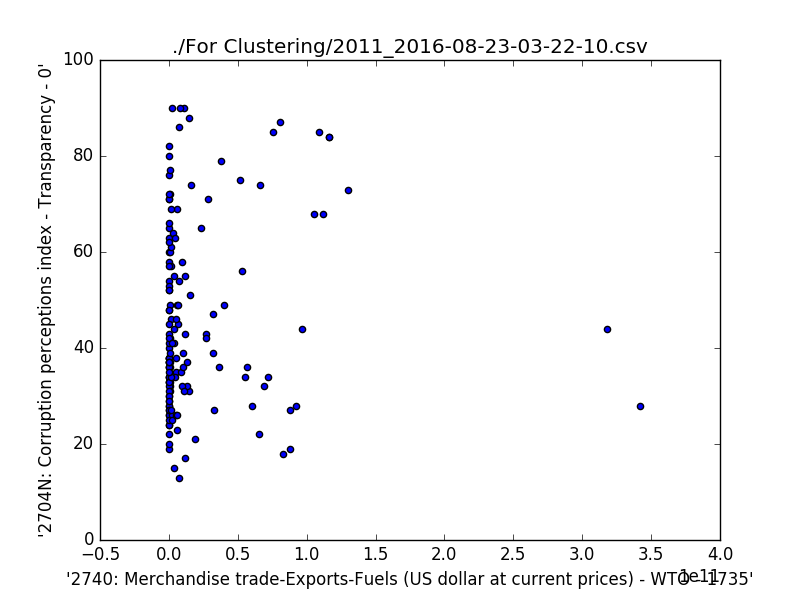 ./For Clustering/2011_2016-08-23-03-22-10.csv
100
80
60
40
20
0
'2704N: Corruption perceptions index - Transparency - 0'
−0.5 0.0 0.5 1.0 1.5 2.0 2.5 3.0 3.5 4.0
1e11
'2740: Merchandise trade-Exports-Fuels (US dollar at current prices) - WTO - 1735'